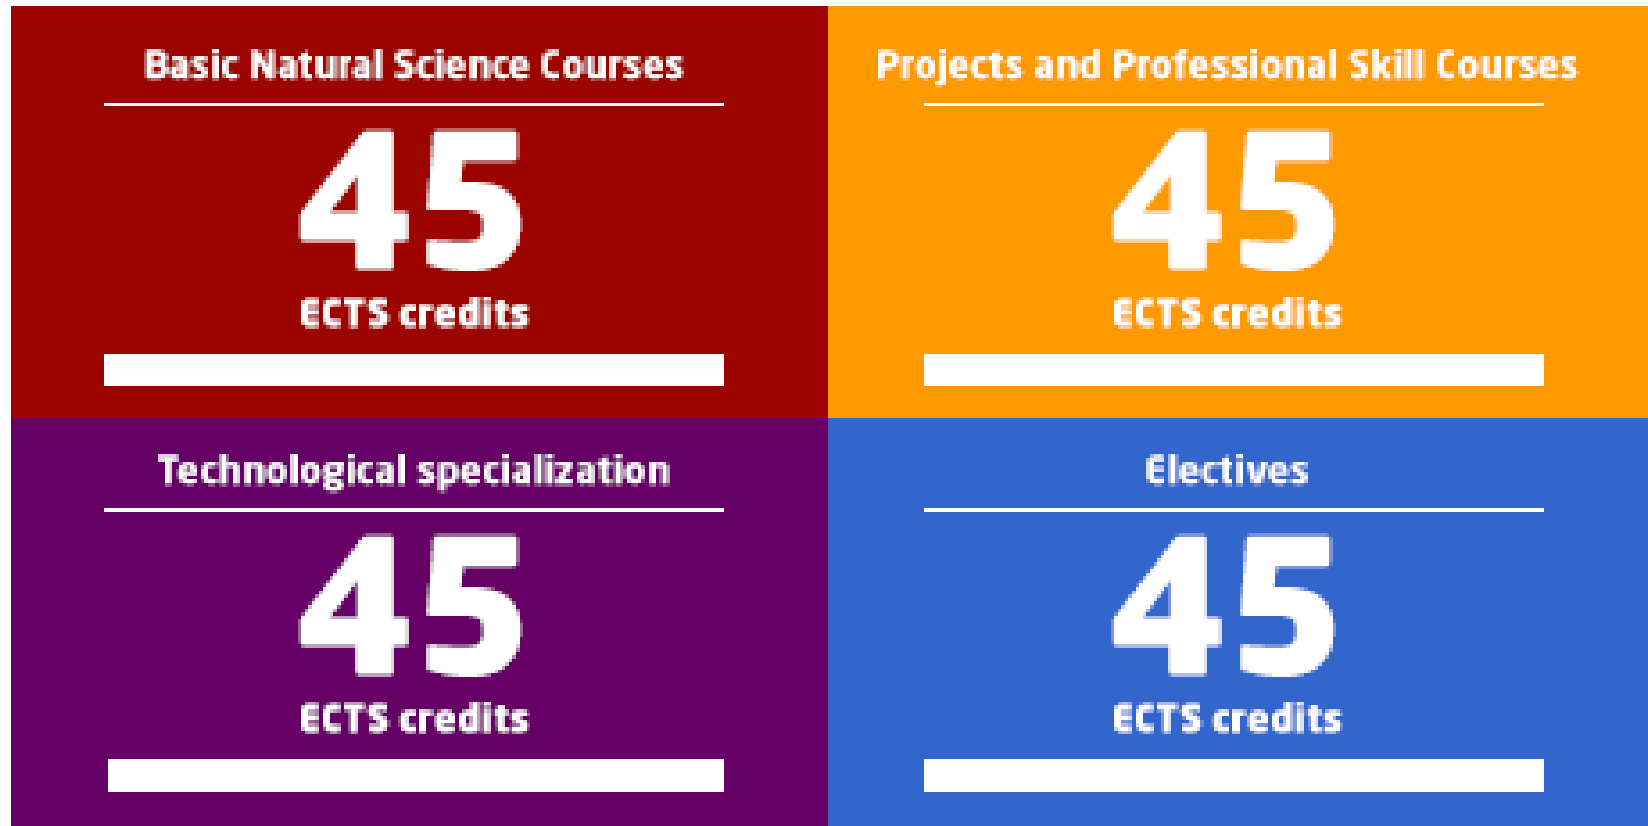 Basic Natural Science Courses
45
ECTS credits
Projects and Professional Skill Courses
45
ECTS credits
Technological specialization
45
ECTS credits
Electives
45
ECTS credits